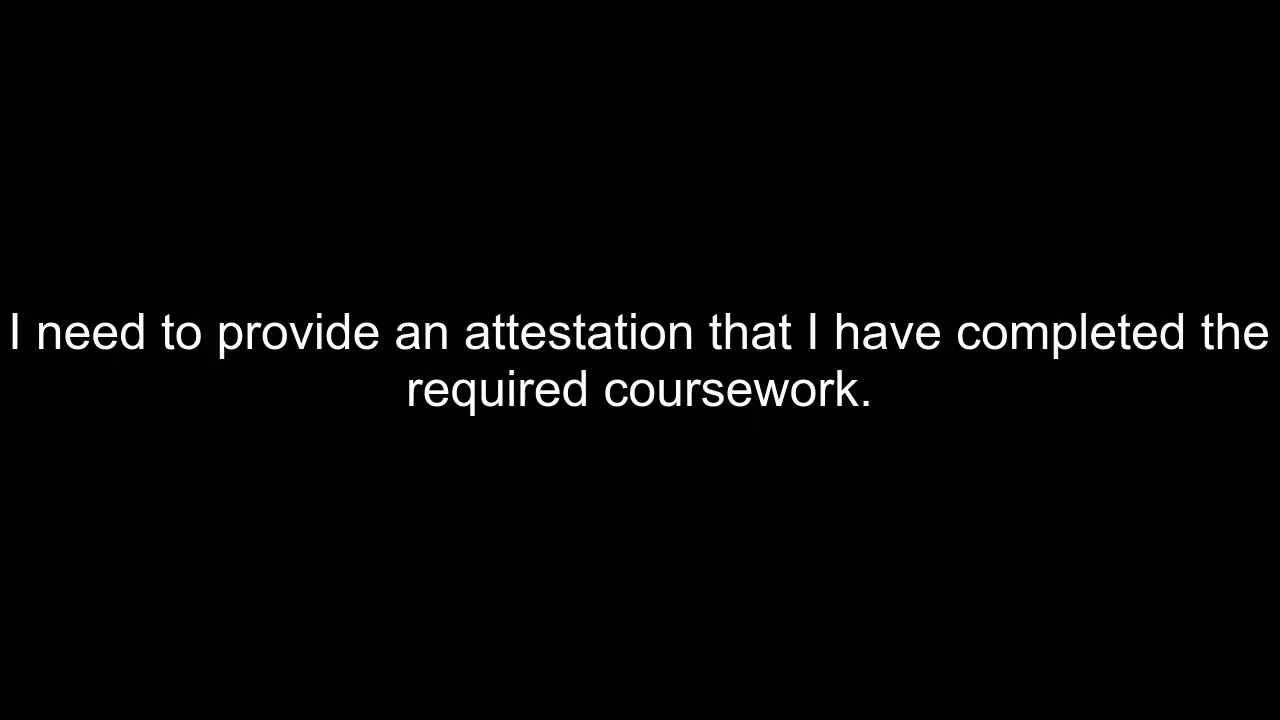 I need to provide an attestation that I have completed the
required coursework.